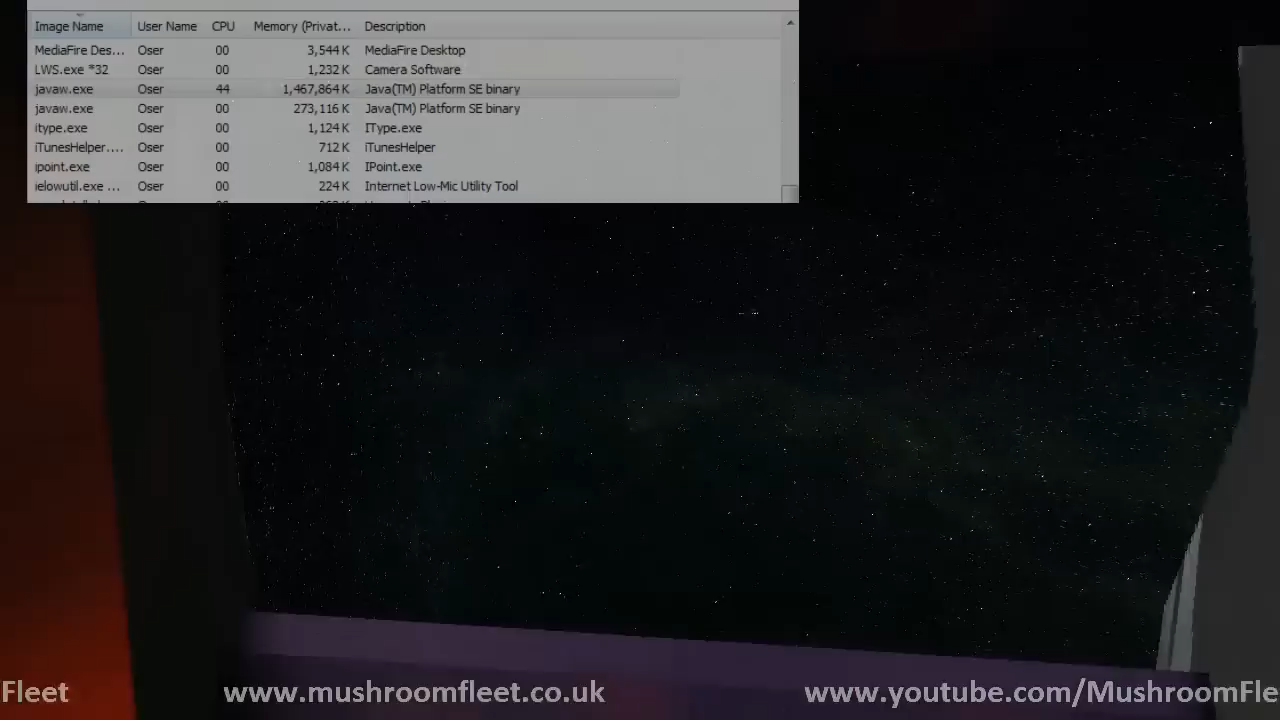 Image Name User Name CPU Memory (Privat... Description
MediaFire Des... Oser 00 3,544 K MediaFire Desktop
LWS.exe *32 Oser 00 1,232 K Camera Software
javaw.exe Oser 44 1,467,864 K Java(TM) Platform SE binary
javaw.exe Oser 00 273,116 K Java(TM) Platform SE binary
itype.exe Oser 00 1,124 K IType.exe
iTunesHelper.... Oser 00 712 K iTunesHelper
ipoint.exe Oser 00 1,084 K IPoint.exe
ielowutil.exe ... Oser 00 224 K Internet Low-Mic Utility Tool
Fleet www.mushroomfleet.co.uk www.youtube.com/MushroomFle